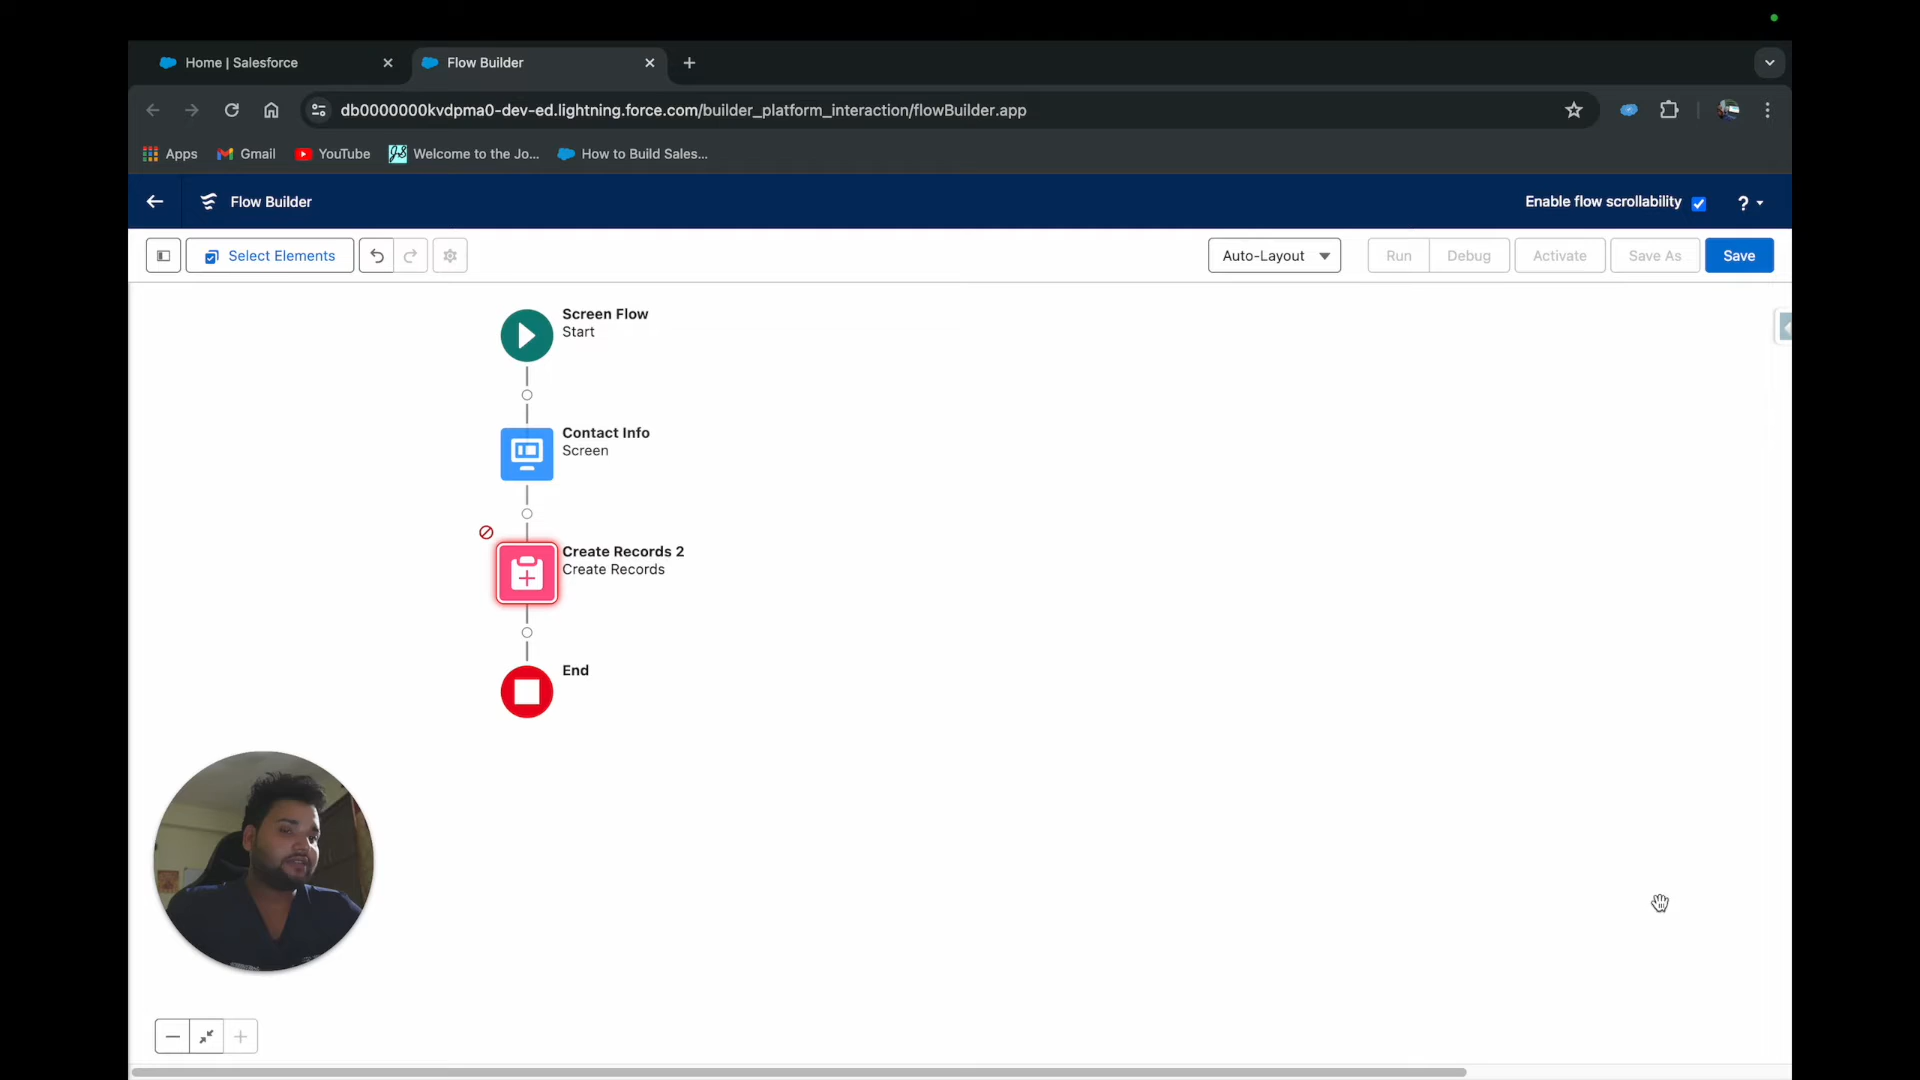 Home | Salesforce
Flow Builder
db0000000kvdpma0-dev-ed.lightning.force.com/builder_platform_interaction/flowBuilder.app
Apps
Gmail
YouTube
Welcome to the Jo...
How to Build Sales...
Flow Builder
Enable flow scrollability
?
Select Elements
Auto-Layout
Run
Debug
Activate
Save As
Save
Screen Flow
Start
Contact Info
Screen
Create Records 2
Create Records
End